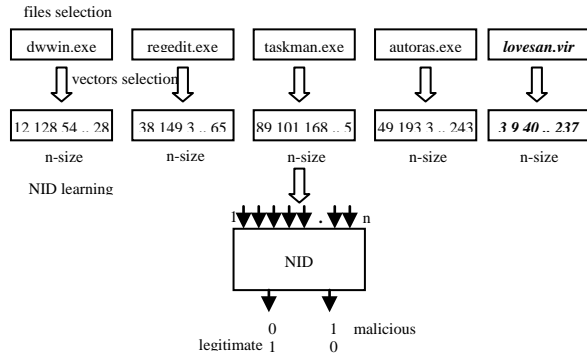 files selection
dwwin.exe regedit.exe taskman.exe autoras.exe lovesan.vir
vectors selection
12 128 54 .. 28 38 149 3 .. 65 89 101 168 .. 5 49 193 3 .. 243 3 9 40 .. 237
n-size n-size n-size n-size n-size
NID learning
1 . n
NID
0 1 malicious
legitimate 1 0